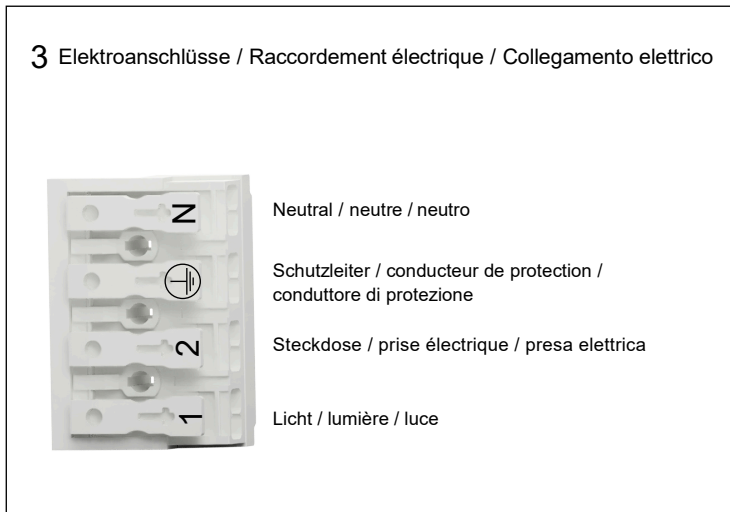 3 Elektroanschlüsse / Raccordement électrique / Collegamento elettrico
N
Neutral / neutre / neutro
Schutzleiter / conducteur de protection /
conduttore di protezione
2
Steckdose / prise électrique / presa elettrica
1
Licht / lumière / luce